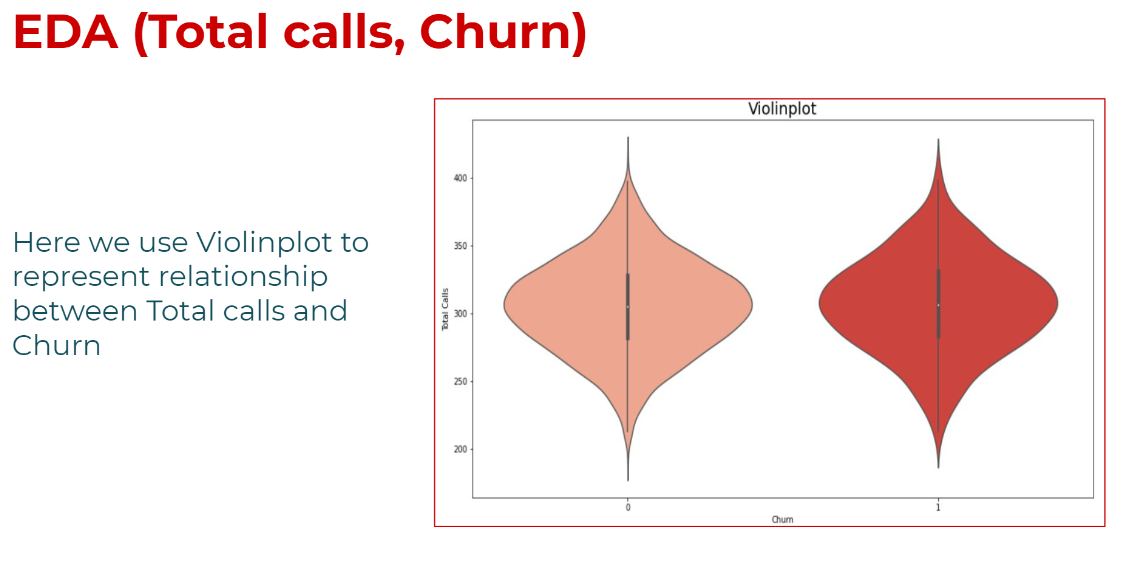 EDA (Total calls, Churn)
Here we use Violinplot to
represent relationship
between Total calls and
Churn
Violinplot
Total Calls
400
350
300
250
200
0
1
Churn